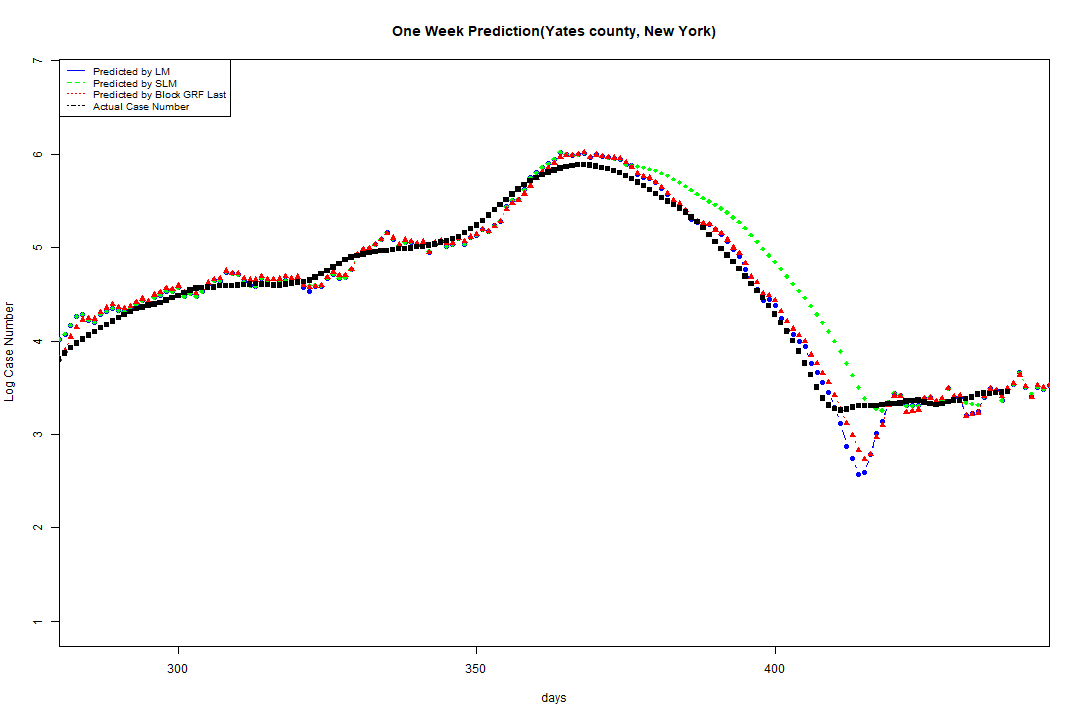 One Week Prediction(Yates county, New York)
Predicted by LM
Predicted by SLM
Predicted by Block GRF Last
Actual Case Number
7
6
5
4
3
2
1
Log Case Number
300 350 400
days